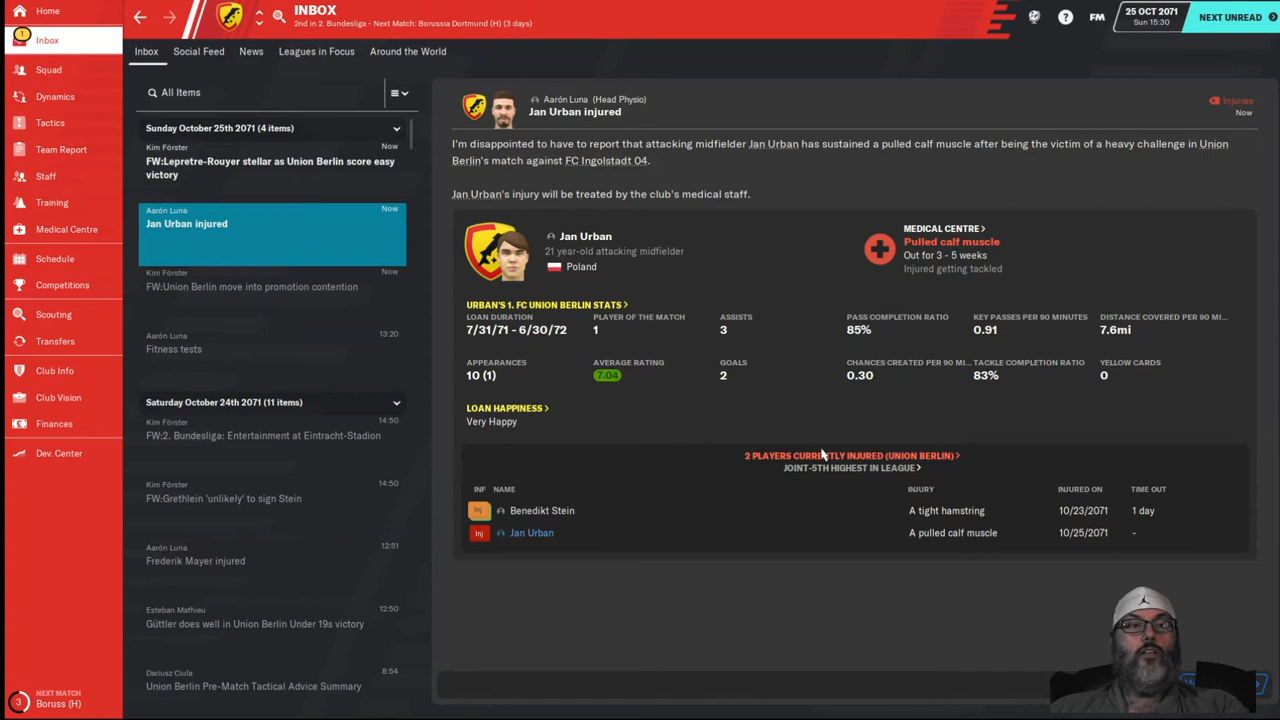 Home
1
Inbox
Squad
Dynamics
Tactics
Team Report
Staff
Training
Medical Centre
Schedule
Competitions
Scouting
Transfers
Club Info
Club Vision
Finances
Dev. Center
3
NEXT MATCH
Boruss (H)
INBOX
2nd in 2. Bundesliga - Next Match: Borussia Dortmund (H) (3 days)
?
FM
25 OCT 2071
Sun 15:30
NEXT UNREAD
Inbox
Social Feed
News
Leagues in Focus
Around the World
All Items
Sunday October 25th 2071 (4 items)
Kim Förster
Now
FW:Lepretre-Rouyer stellar as Union Berlin score easy
victory
Aarón Luna
Now
Jan Urban injured
Kim Förster
Now
FW:Union Berlin move into promotion contention
Aarón Luna
13:20
Fitness tests
Saturday October 24th 2071 (11 items)
Kim Förster
14:50
FW:2. Bundesliga: Entertainment at Eintracht-Stadion
Kim Förster
14:50
FW:Grethlein 'unlikely' to sign Stein
Aarón Luna
12:51
Frederik Mayer injured
Esteban Mathieu
12:50
Güttler does well in Union Berlin Under 19s victory
Dariusz Ciula
8:54
Union Berlin Pre-Match Tactical Advice Summary
Aarón Luna (Head Physio)
Jan Urban injured
Injuries
Now
I'm disappointed to have to report that attacking midfielder Jan Urban has sustained a pulled calf muscle after being the victim of a heavy challenge in Union
Berlin's match against FC Ingolstadt 04.
Jan Urban's injury will be treated by the club's medical staff.
Jan Urban
21 year-old attacking midfielder
Poland
MEDICAL CENTRE
Pulled calf muscle
Out for 3 - 5 weeks
Injured getting tackled
URBAN'S 1. FC UNION BERLIN STATS
LOAN DURATION
PLAYER OF THE MATCH
ASSISTS
PASS COMPLETION RATIO
KEY PASSES PER 90 MINUTES
DISTANCE COVERED PER 90 MI...
7/31/71 - 6/30/72
1
3
85%
0.91
7.6mi
APPEARANCES
AVERAGE RATING
GOALS
CHANCES CREATED PER 90 MI...
TACKLE COMPLETION RATIO
YELLOW CARDS
10 (1)
7.04
2
0.30
83%
0
LOAN HAPPINESS
Very Happy
2 PLAYERS CURRENTLY INJURED (UNION BERLIN)
JOINT-5TH HIGHEST IN LEAGUE
INF
NAME
INJURY
INJURED ON
TIME OUT
Inj
Benedikt Stein
A tight hamstring
10/23/2071
1 day
Inj
Jan Urban
A pulled calf muscle
10/25/2071
-